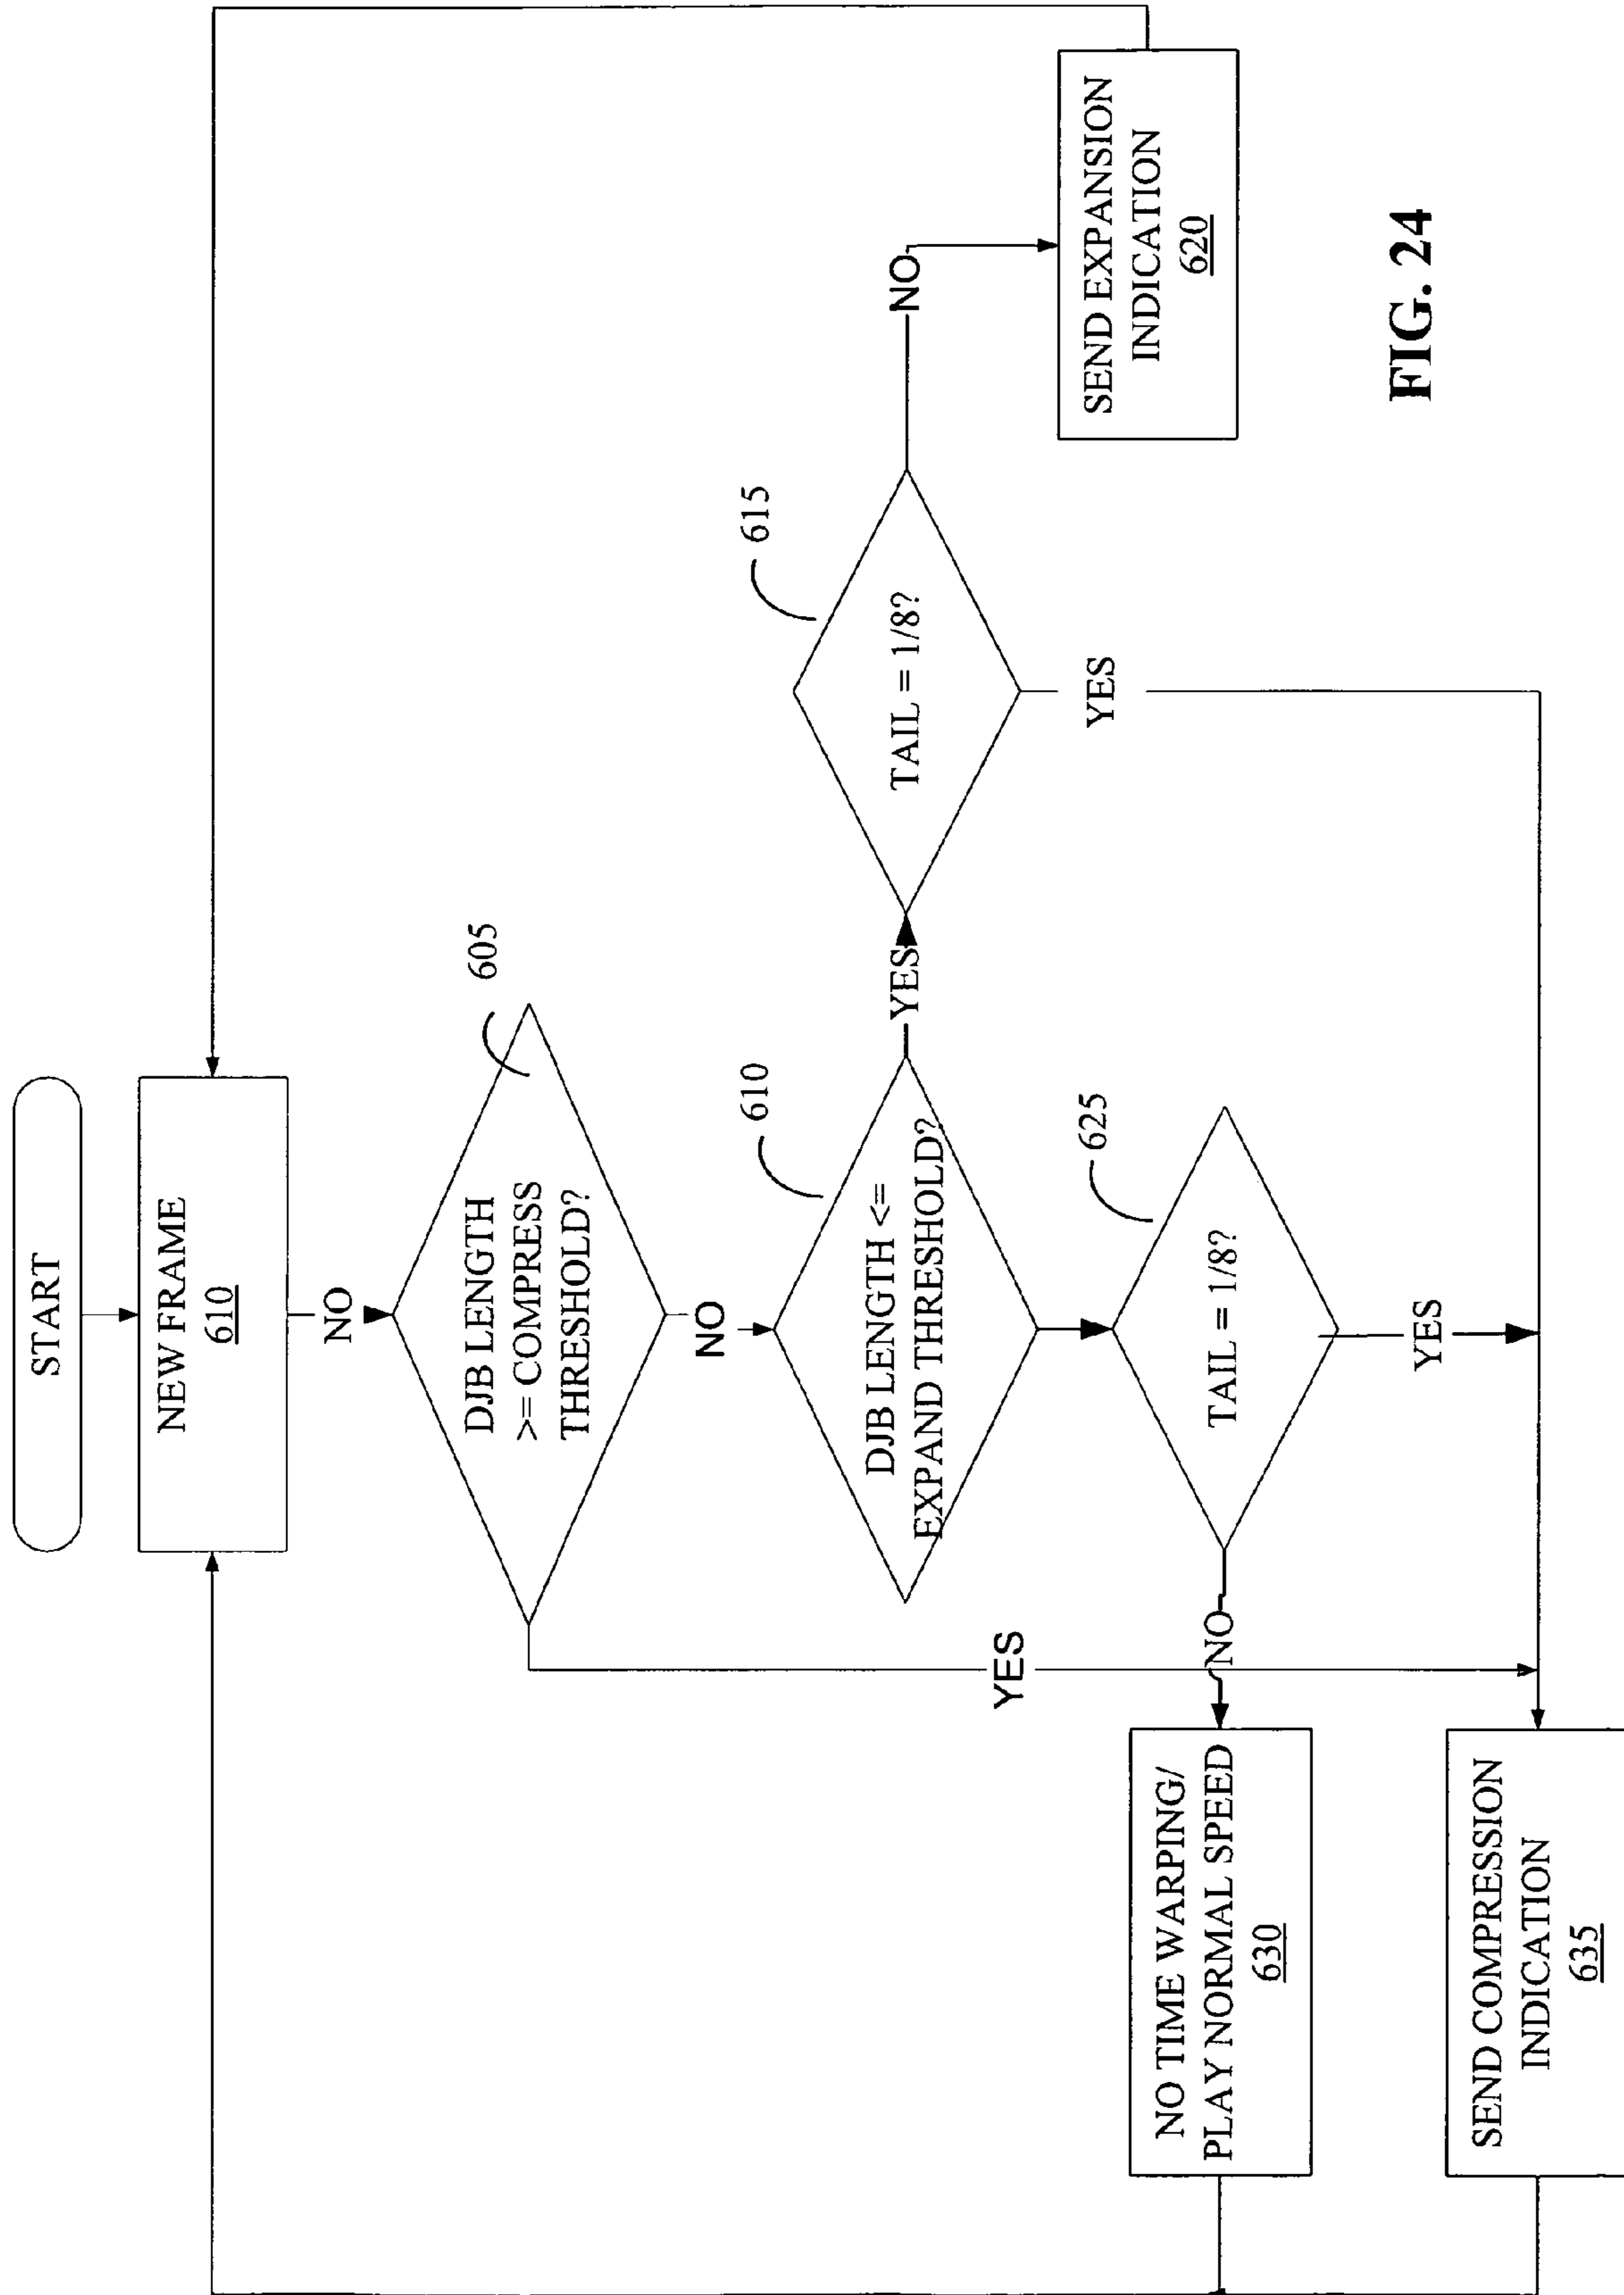 START
NEW FRAME
610
NO
605
DJB LENGTH
>= COMPRESS
THRESHOLD?
NO
610
DJB LENGTH <=
EXPAND THRESHOLD?
YES
615
TAIL = 1/8?
NO
SEND EXPANSION
INDICATION
620
YES
625
TAIL = 1/8?
YES
NO
YES
NO TIME WARPING/
PLAY NORMAL SPEED
630
SEND COMPRESSION
INDICATION
635
FIG. 24